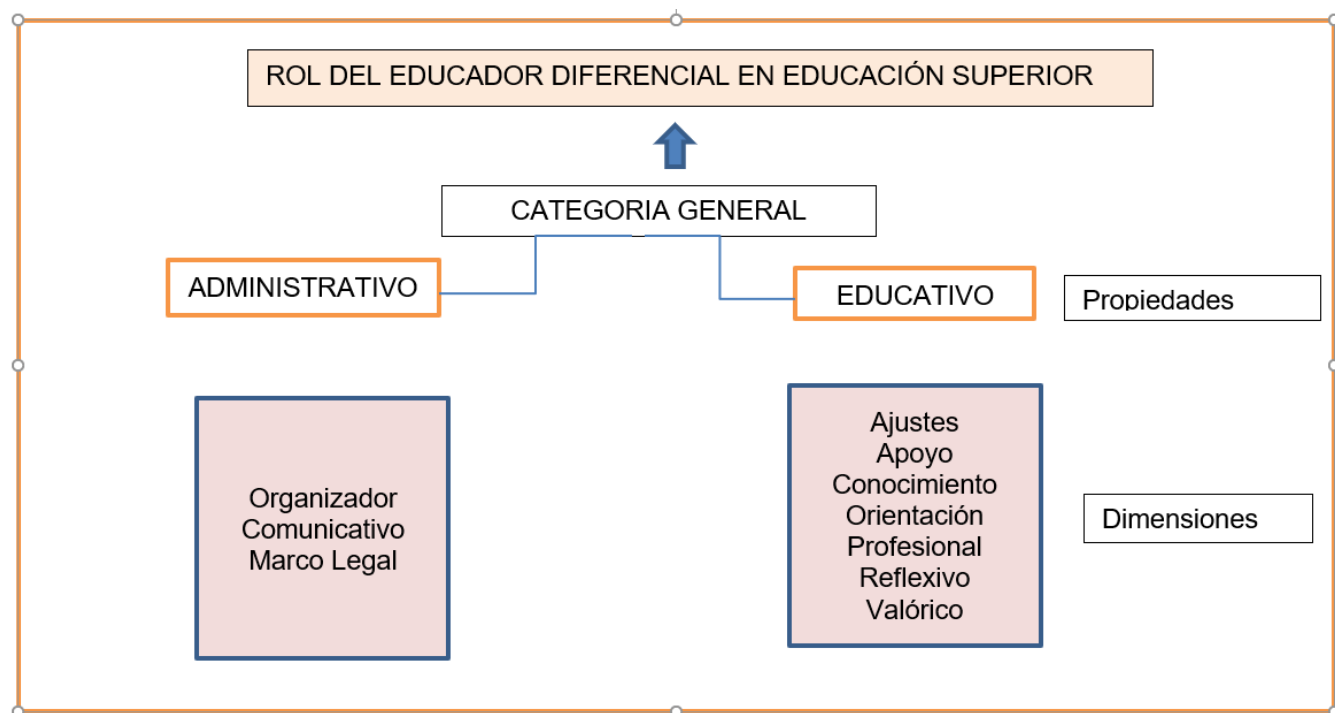 ROL DEL EDUCADOR DIFERENCIAL EN EDUCACIÓN SUPERIOR
CATEGORIA GENERAL
ADMINISTRATIVO
EDUCATIVO
Propiedades
Organizador
Comunicativo
Marco Legal
Ajustes
Apoyo
Conocimiento
Orientación
Profesional
Reflexivo
Valórico
Dimensiones